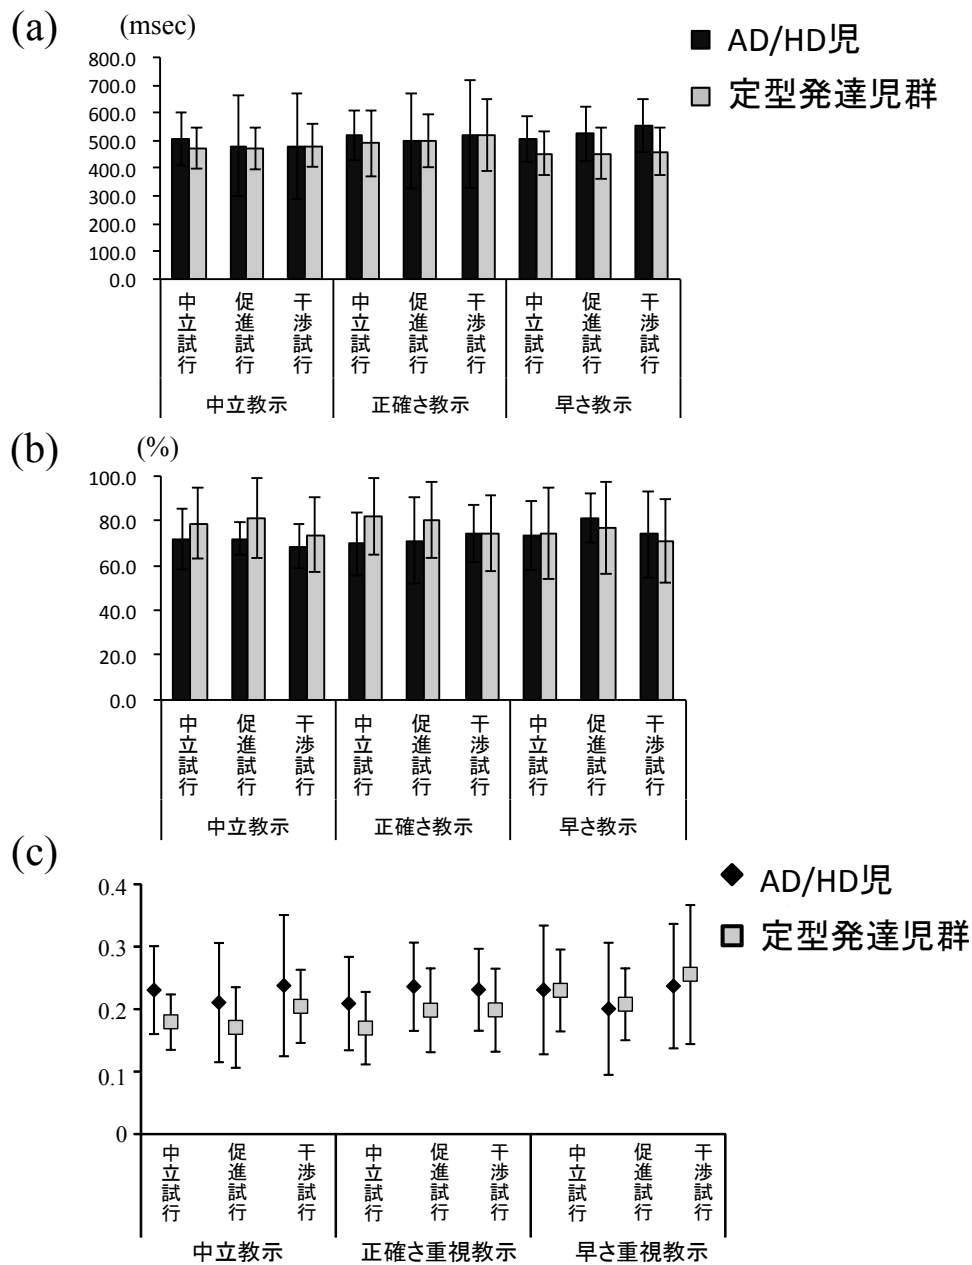 (a)
(msec)
AD/HD児
定型発達児群
800.0
700.0
600.0
500.0
400.0
300.0
200.0
100.0
0.0
中立試行
促進試行
干渉試行
中立試行
促進試行
干渉試行
中立試行
促進試行
干渉試行
中立教示
正確さ教示
早さ教示
(b)
(%)
100.0
80.0
60.0
40.0
20.0
0.0
中立試行
促進試行
干渉試行
中立試行
促進試行
干渉試行
中立試行
促進試行
干渉試行
中立教示
正確さ教示
早さ教示
(c)
AD/HD児
定型発達児群
0.4
0.3
0.2
0.1
0
中立試行
促進試行
干渉試行
中立試行
促進試行
干渉試行
中立試行
促進試行
干渉試行
中立教示
正確さ重視教示
早さ重視教示